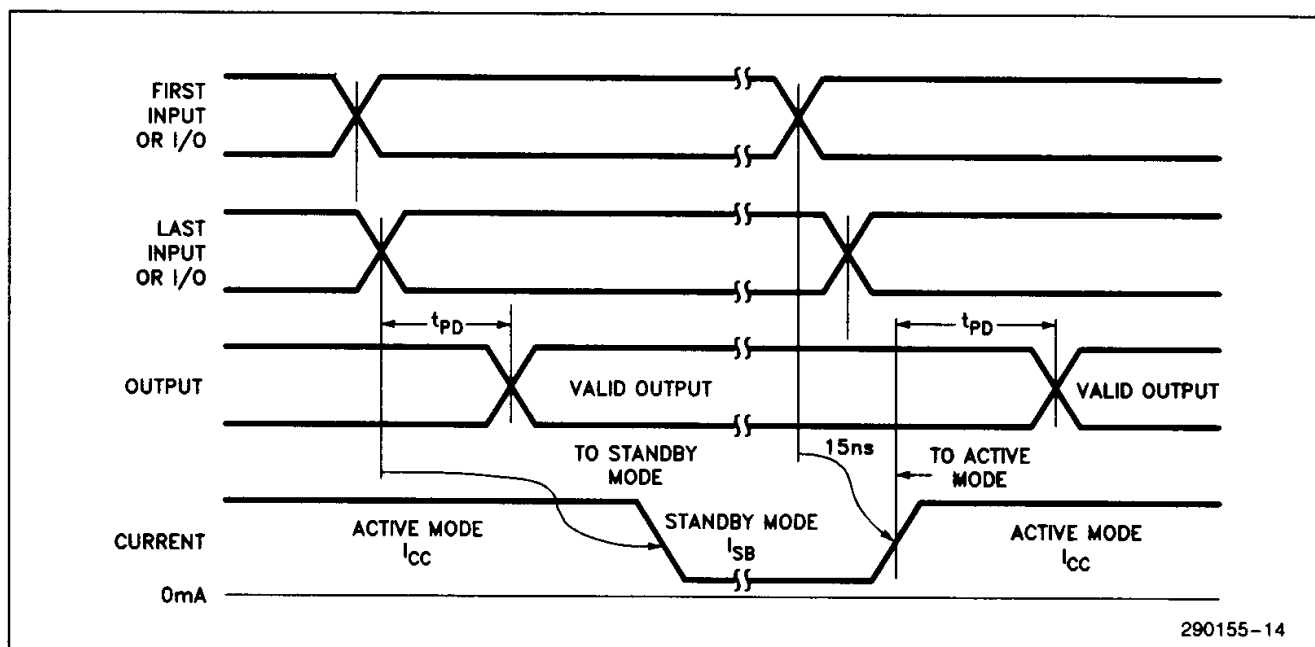 FIRST
INPUT
OR I/O
LAST
INPUT
OR I/O
tPD
tPD
OUTPUT
VALID OUTPUT
VALID OUTPUT
TO STANDBY
MODE
15ns
TO ACTIVE
MODE
CURRENT
ACTIVE MODE
ICC
STANDBY MODE
ISB
ACTIVE MODE
ICC
0mA
290155-14